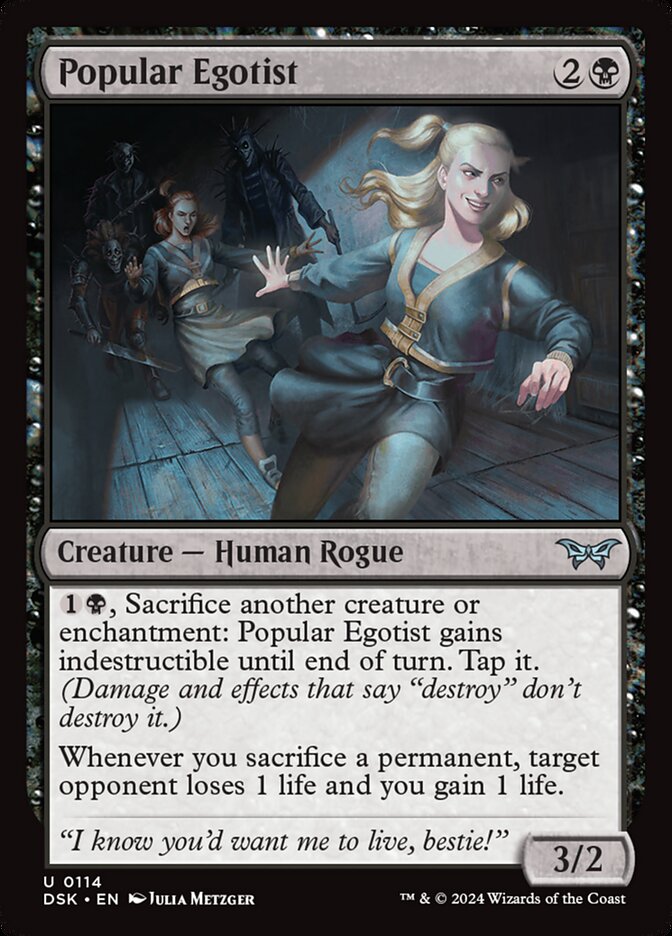 Popular Egotist 2
Creature — Human Rogue
1, Sacrifice another creature or
enchantment: Popular Egotist gains
indestructible until end of turn. Tap it.
(Damage and effects that say “destroy” don’t
destroy it.)
Whenever you sacrifice a permanent, target
opponent loses 1 life and you gain 1 life.
“I know you’d want me to live, bestie!”
3/2
U 0114
DSK • EN Julia Metzger ™ & © 2024 Wizards of the Coast